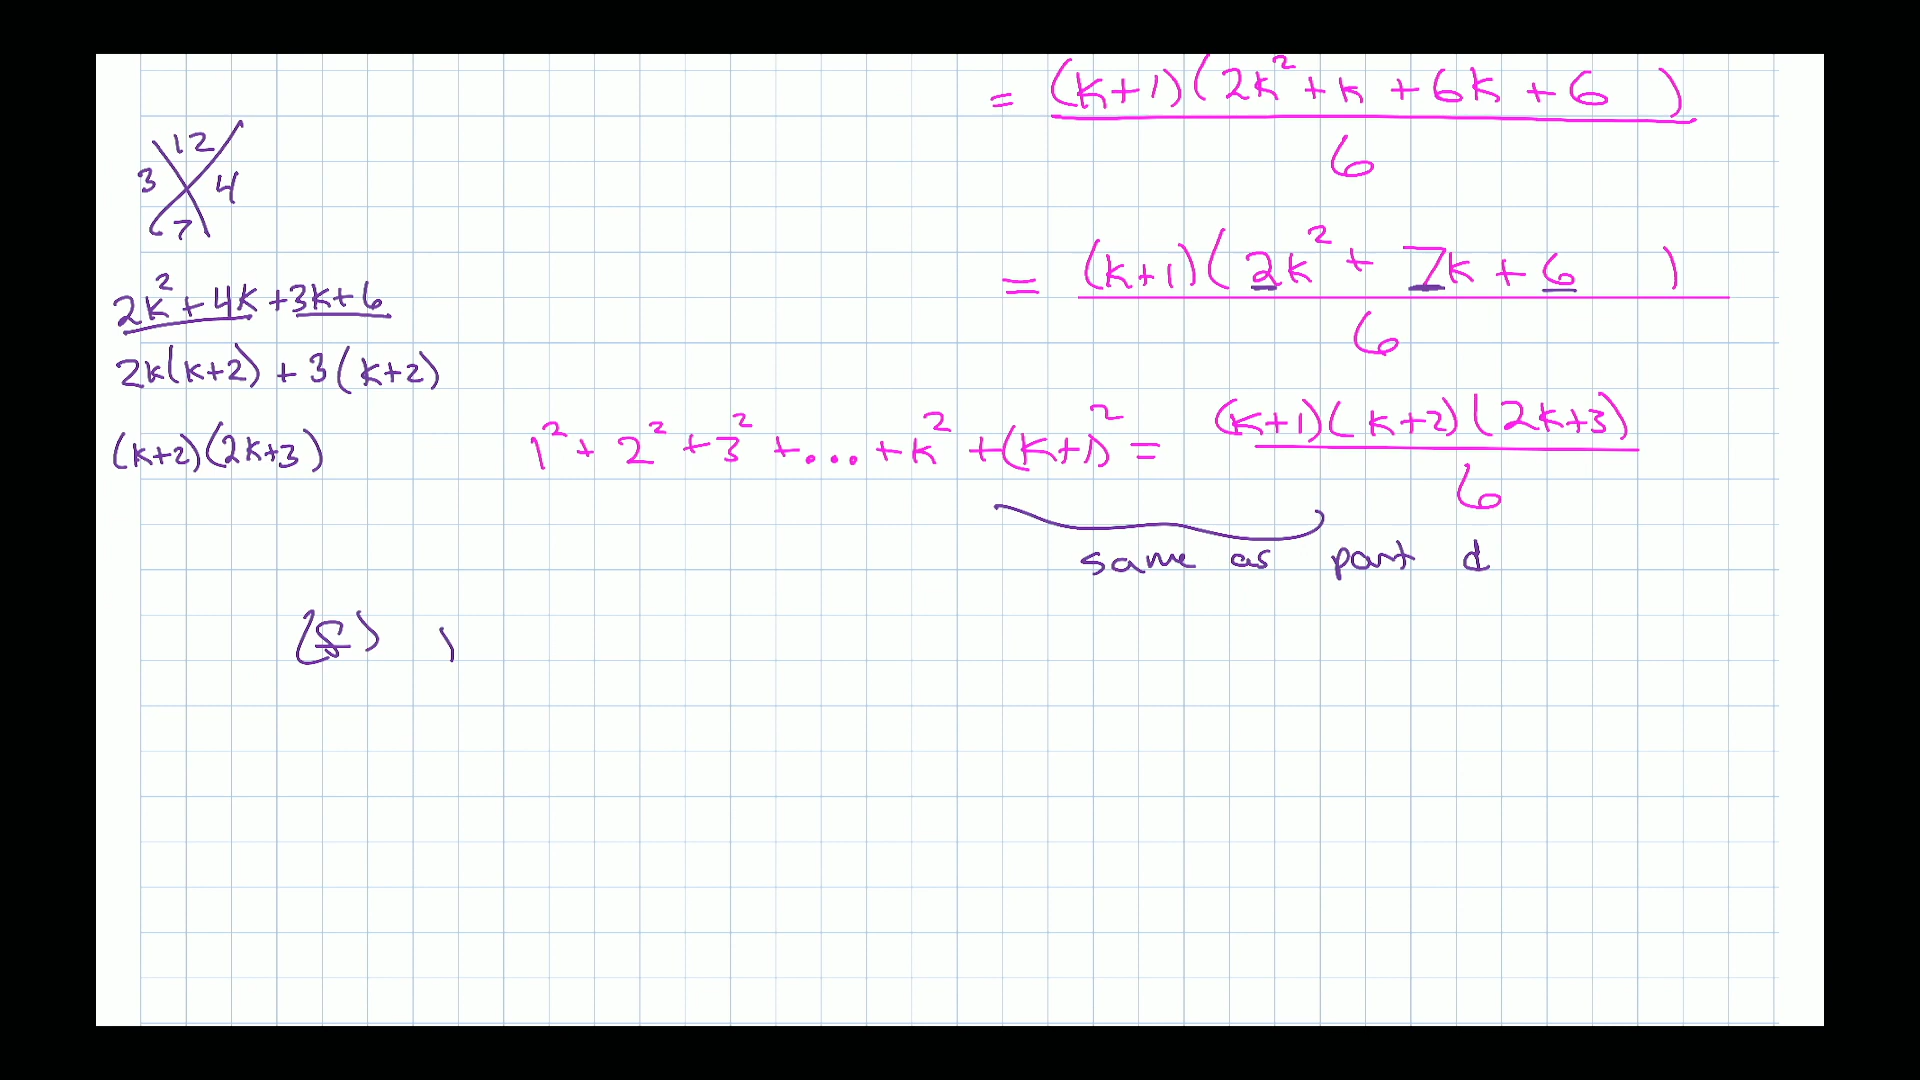 = (k+1)(2k²+k+6k+6)
6
12
3 4
7
= (k+1)(2k²+7k+6)
6
2k²+4k+3k+6
2k(k+2)+3(k+2)
(k+2)(2k+3)
1²+2²+3²+...+k²+(k+1)²= (k+1)(k+2)(2k+3)
6
same as part d